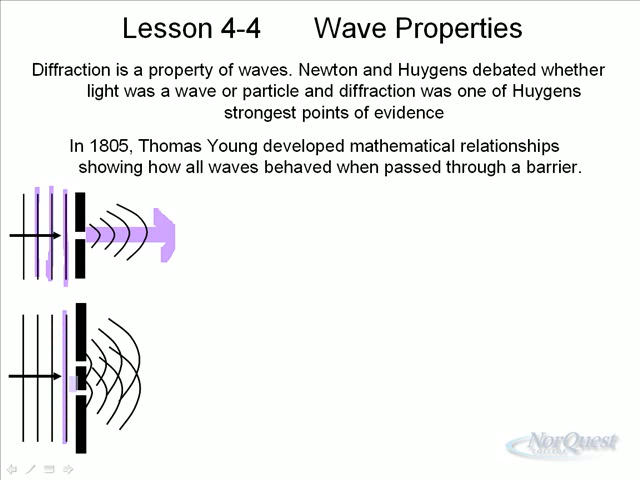 Lesson 4-4 Wave Properties
Diffraction is a property of waves. Newton and Huygens debated whether
light was a wave or particle and diffraction was one of Huygens
strongest points of evidence
In 1805, Thomas Young developed mathematical relationships
showing how all waves behaved when passed through a barrier.
NorQuest
COLLEGE